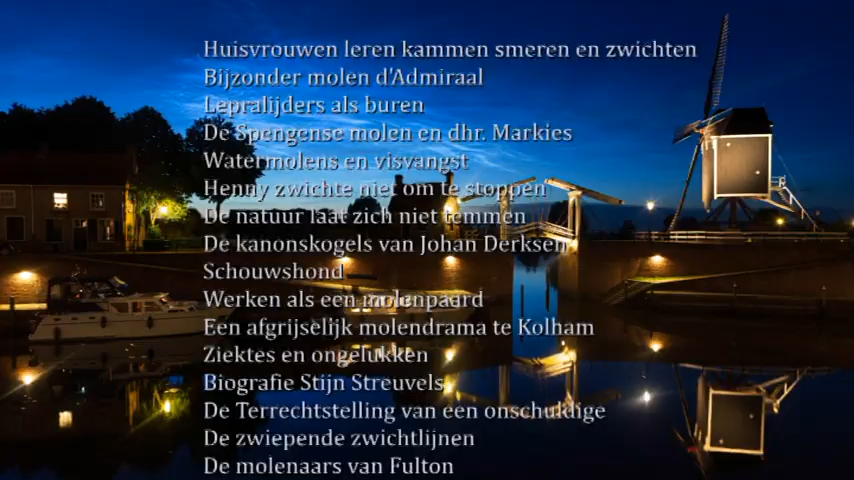 Huisvrouwen leren kammen smeren en zwichten
Bijzonder molen d'Admiraal
Lepralijders als buren
De Spengense molen en dhr. Markies
Watermolens en visvangst
Henny zwichte niet om te stoppen
De natuur laat zich niet temmen
De kanonskogels van Johan Derksen
Schouwshond
Werken als een molenpaard
Een afgrijselijk molendrama te Kolham
Ziektes en ongelukken
Biografie Stijn Streuvels
De Terrechtstelling van een onschuldige
De zwiepende zwichtlijnen
De molenaars van Fulton